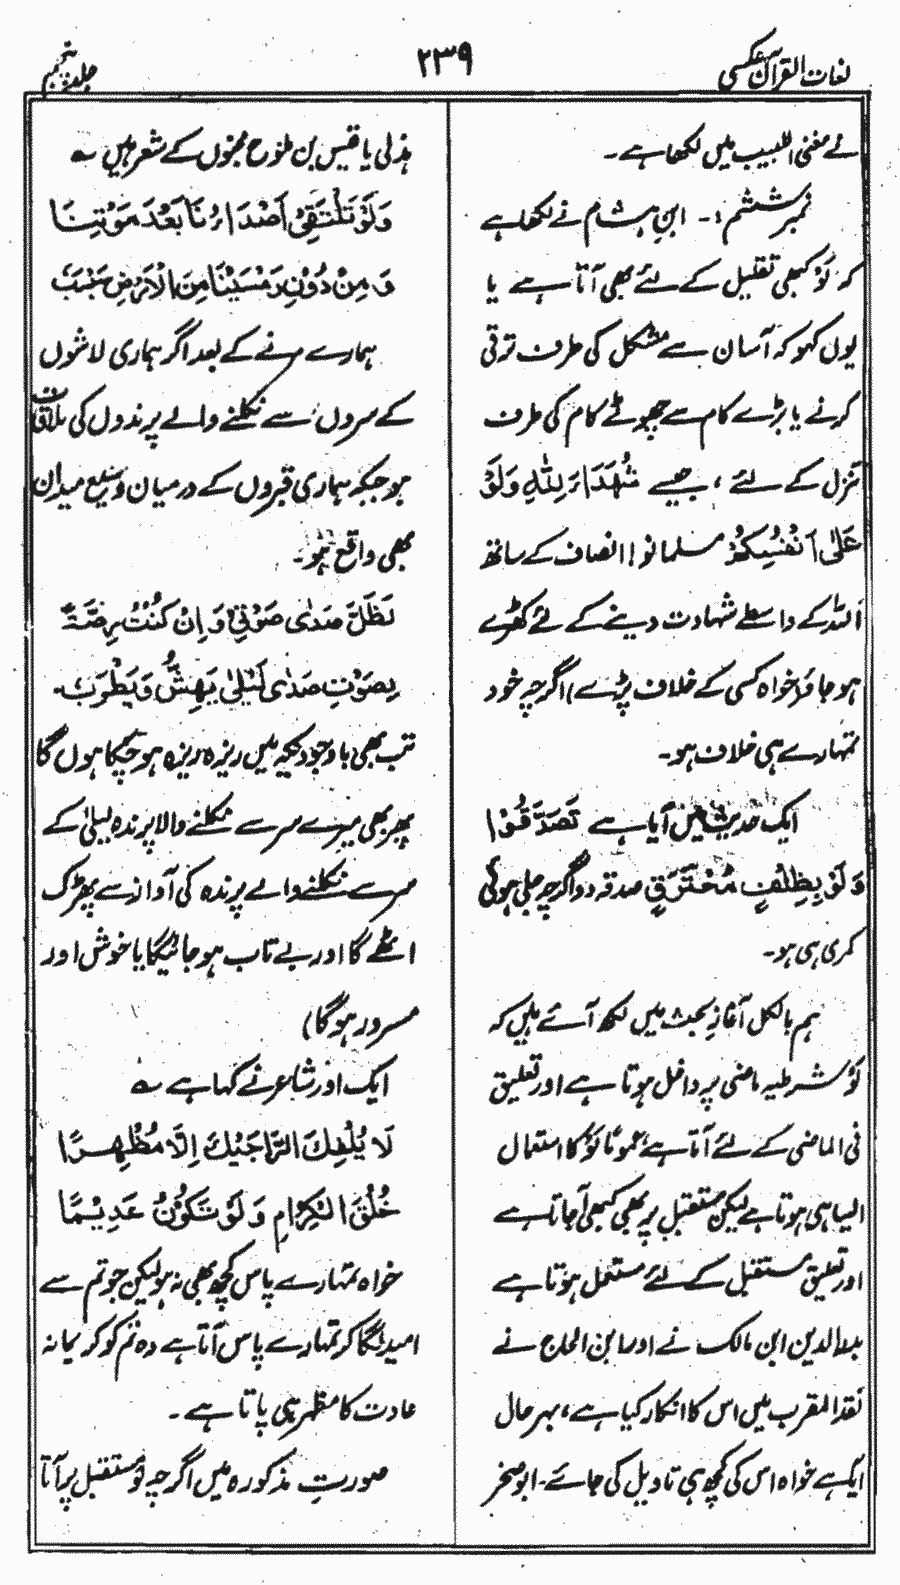 لغات القرآن عکسی
۲۳۹
جلد پنجم
نے مغنی اللبیب میں لکھا ہے۔
نمبر ششم :۔ ابن ہشام نے لکھا ہے
کہ لَوْ کبھی تقلیل کے لئے بھی آتا ہے یا
یوں کہو کہ آسان سے مشکل کی طرف ترقی
کرنے یا بڑے کام سے چھوٹے کام کی طرف
تنزل کے لئے ، جیسے شُهَدَاءَ لِلّٰهِ وَلَوْ
عَلٰى اَنْفُسِكُمْ مسلمانو! انصاف کے ساتھ
اللہ کے واسطے شہادت دینے کے لئے کھڑے
ہو جاؤ (خواہ کسی کے خلاف پڑے) اگرچہ خود
تمہارے ہی خلاف ہو۔
ایک حدیث میں آیا ہے تَصَدَّقُوْا
وَلَوْ بِظِلْفٍ مُحْتَرَقٍ صدقہ دو اگرچہ جلی ہوئی
کھری ہی ہو۔
ہم بالکل آغازِ بحث میں لکھ آئے ہیں کہ
لَوْ شرطیہ ماضی پر داخل ہوتا ہے اور تعلیق
فی الماضی کے لئے آتا ہے عموماً لَوْ کا استعمال
ایسا ہی ہوتا ہے لیکن مستقبل پر بھی کبھی آجاتا ہے
اور تعلیق مستقبل کے لئے مستعمل ہوتا ہے
بدرالدین ابن مالک نے اور ابن الحاج نے
نقد المقرب میں اس کا انکار کیا ہے، بہرحال
ایک ہے خواہ اس کی کچھ ہی تاویل کی جائے۔ ابوصخر
ہذلی یا قیس بن ملوح مجنوں کے شعر ہیں ؎
وَلَوْ تَلْتَقِيْ اَصْدَاءُنَا بَعْدَ مَوْتِنَا
وَمِنْ دُوْنِ رَمْسَيْنَا مِنَ الْاَرْضِ سَبْسَبٌ
ہمارے مرنے کے بعد اگر ہماری لاشوں
کے سروں سے نکلنے والے پرندوں کی ملاقات
ہو جبکہ ہماری قبروں کے درمیان وسیع میدان
بھی واقع ہو۔
لَظَلَّ صَدٰى صَوْتِيْ وَاِنْ كُنْتُ رِمَّةً
بِصَوْتِ صَدٰى لَيْلٰى يَهِشُّ وَيَطْرَبُ۔
تب بھی باوجودیکہ میں ریزہ ریزہ ہو چکا ہوں گا
پھر بھی میرے سر سے نکلنے والا پرندہ لیلیٰ کے
سر سے نکلنے والے پرندہ کی آواز سے پھڑک
اٹھے گا اور بے تاب ہو جائیگا یا خوش اور
مسرور ہوگا)
ایک اور شاعر نے کہا ہے ؎
لَا يُلْفِكَ الرَّاجِيْكَ اِلَّا مُظْهِرًا
خُلُقَ الْكِرَامِ وَلَوْ تَكُوْنُ عَدِيْمًا
خواہ تمہارے پاس کچھ بھی نہ ہو لیکن جو تم سے
امید لگا کر تمہارے پاس آتا ہے وہ تم کو کریمانہ
عادت کا مظہر ہی پاتا ہے۔
صورتِ مذکورہ میں اگرچہ لَوْ مستقبل پر آتا